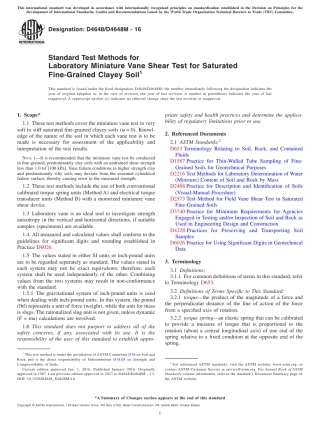 This international standard was developed in accordance with internationally recognized principles on standardization established in the Decision on Principles for the
Development of International Standards, Guides and Recommendations issued by the World Trade Organization Technical Barriers to Trade (TBT) Committee.
Designation: D4648/D4648M − 16
Standard Test Methods for
Laboratory Miniature Vane Shear Test for Saturated
Fine-Grained Clayey Soil¹
This standard is issued under the fixed designation D4648/D4648M; the number immediately following the designation indicates the
year of original adoption or, in the case of revision, the year of last revision. A number in parentheses indicates the year of last
reapproval. A superscript epsilon (ε) indicates an editorial change since the last revision or reapproval.
1. Scope*
1.1 These test methods cover the miniature vane test in very
soft to stiff saturated fine-grained clayey soils (φ = 0). Knowl-
edge of the nature of the soil in which each vane test is to be
made is necessary for assessment of the applicability and
interpretation of the test results.
NOTE 1—It is recommended that the miniature vane test be conducted
in fine-grained, predominately clay soils with an undrained shear strength
less than 1.0 tsf [100 kPa]. Vane failure conditions in higher strength clay
and predominantly silty soils may deviate from the assumed cylindrical
failure surface, thereby causing error in the measured strength.
1.2 These test methods include the use of both conventional
calibrated torque spring units (Method A) and electrical torque
transducer units (Method B) with a motorized miniature vane
shear device.
1.3 Laboratory vane is an ideal tool to investigate strength
anisotropy in the vertical and horizontal directions, if suitable
samples (specimens) are available.
1.4 All measured and calculated values shall conform to the
guidelines for significant digits and rounding established in
Practice D6026.
1.5 The values stated in either SI units or inch-pound units
are to be regarded separately as standard. The values stated in
each system may not be exact equivalents; therefore, each
system shall be used independently of the other. Combining
values from the two systems may result in non-conformance
with the standard.
1.5.1 The gravitational system of inch-pound units is used
when dealing with inch-pound units. In this system, the pound
(lbf) represents a unit of force (weight), while the unit for mass
is slugs. The rationalized slug unit is not given, unless dynamic
(F = ma) calculations are involved.
1.6 This standard does not purport to address all of the
safety concerns, if any, associated with its use. It is the
responsibility of the user of this standard to establish appro-
priate safety and health practices and determine the applica-
bility of regulatory limitations prior to use.
2. Referenced Documents
2.1 ASTM Standards:²
D653 Terminology Relating to Soil, Rock, and Contained
Fluids
D1587 Practice for Thin-Walled Tube Sampling of Fine-
Grained Soils for Geotechnical Purposes
D2216 Test Methods for Laboratory Determination of Water
(Moisture) Content of Soil and Rock by Mass
D2488 Practice for Description and Identification of Soils
(Visual-Manual Procedure)
D2573 Test Method for Field Vane Shear Test in Saturated
Fine-Grained Soils
D3740 Practice for Minimum Requirements for Agencies
Engaged in Testing and/or Inspection of Soil and Rock as
Used in Engineering Design and Construction
D4220 Practices for Preserving and Transporting Soil
Samples
D6026 Practice for Using Significant Digits in Geotechnical
Data
3. Terminology
3.1 Definitions:
3.1.1 For common definitions of terms in this standard, refer
to Terminology D653.
3.2 Definitions of Terms Specific to This Standard:
3.2.1 torque—the product of the magnitude of a force and
the perpendicular distance of the line of action of the force
from a specified axis of rotation.
3.2.2 torque spring—an elastic spring that can be calibrated
to provide a measure of torque that is proportional to the
rotation (about a central longitudinal axis) of one end of the
spring relative to a fixed condition at the opposite end of the
spring.
¹ This test method is under the jurisdiction of ASTM Committee D18 on Soil and
Rock and is the direct responsibility of Subcommittee D18.05 on Strength and
Compressibility of Soils.
Current edition approved Jan. 1, 2016. Published January 2016. Originally
approved in 1987. Last previous edition approved in 2013 as D4648/D4648M – 13.
DOI: 10.1520/D4648_D4648M-16.
² For referenced ASTM standards, visit the ASTM website, www.astm.org, or
contact ASTM Customer Service at service@astm.org. For Annual Book of ASTM
Standards volume information, refer to the standard's Document Summary page on
the ASTM website.
*A Summary of Changes section appears at the end of this standard
Copyright © ASTM International, 100 Barr Harbor Drive, PO Box C700, West Conshohocken, PA 19428-2959. United States
1